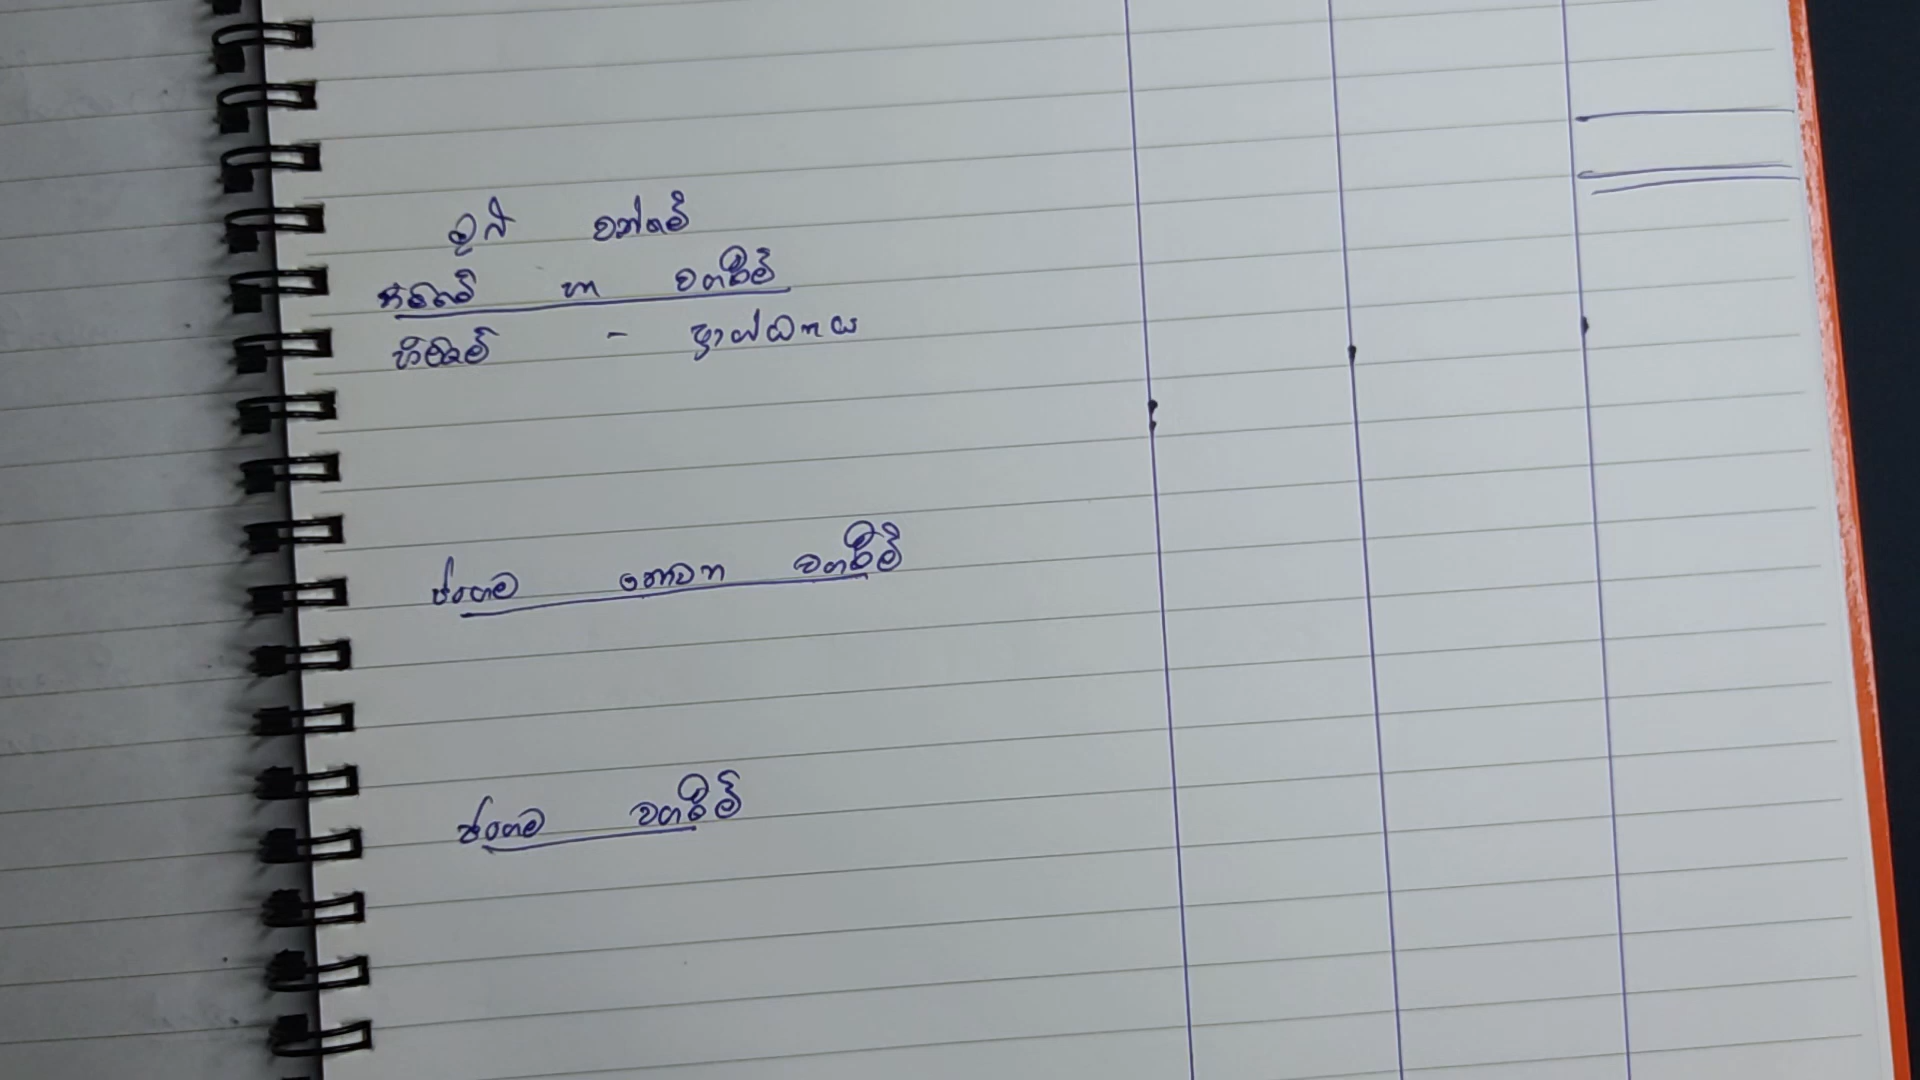 මුළු වත්කම්
හිමිකම් හා වගකීම්
හිමිකම් - ප්‍රාග්ධනය
ජංගම නොවන වගකීම්
ජංගම වගකීම්